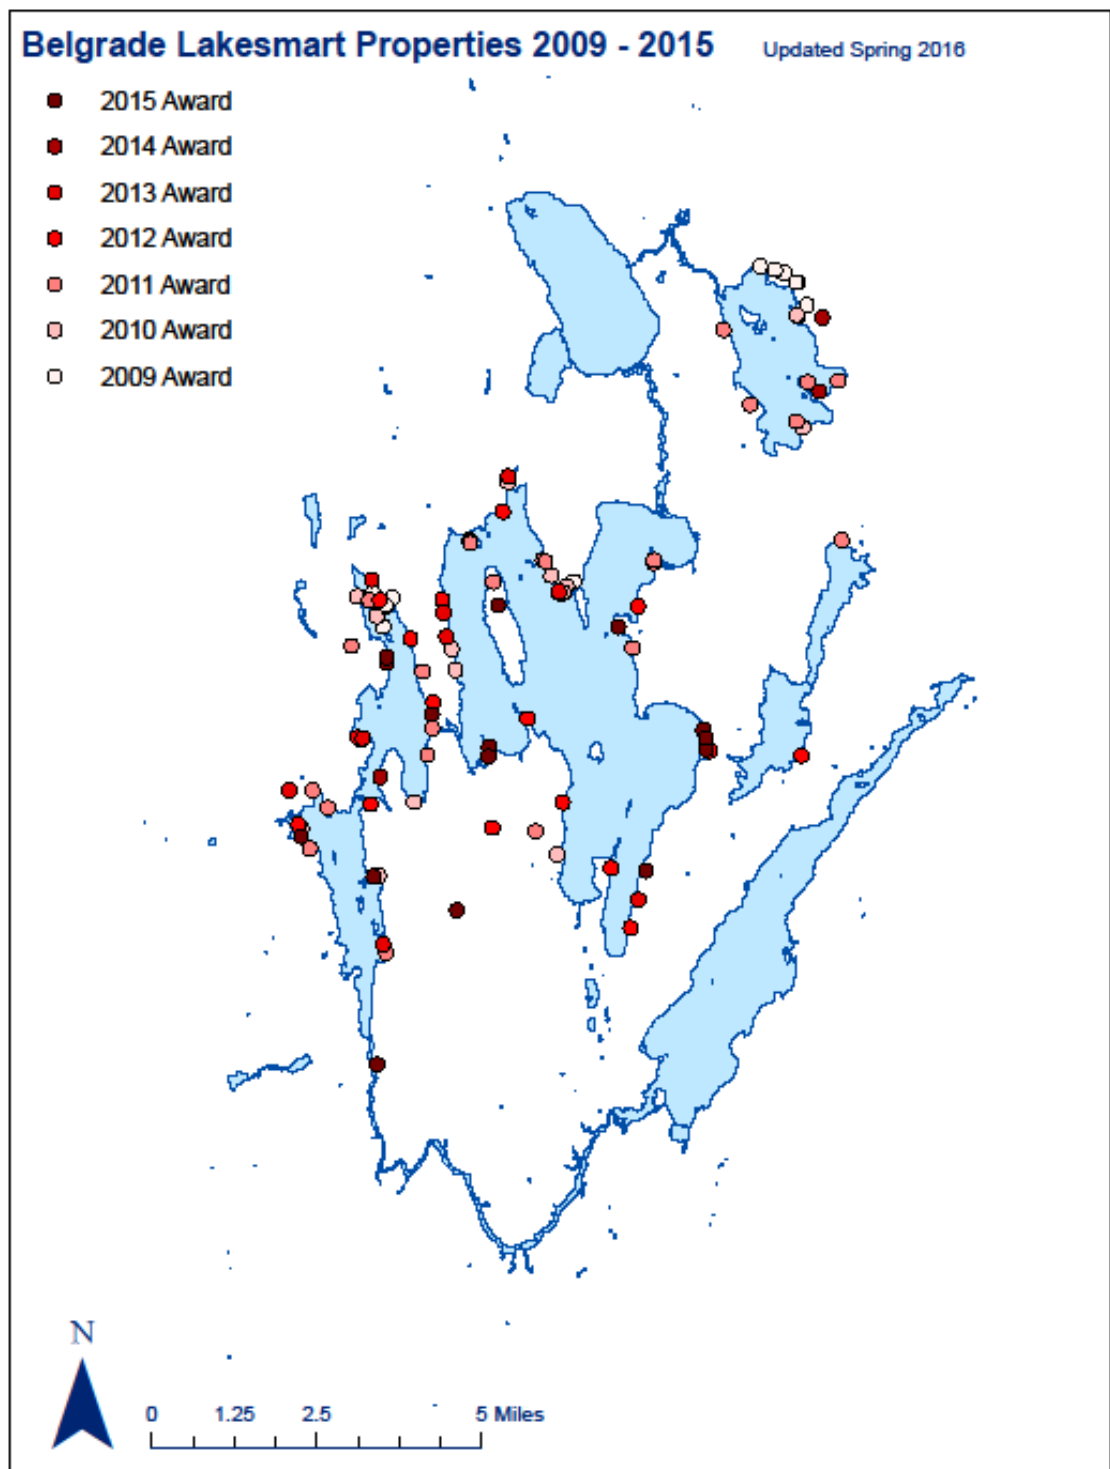 Belgrade Lakesmart Properties 2009 - 2015 Updated Spring 2016
2015 Award
2014 Award
2013 Award
2012 Award
2011 Award
2010 Award
2009 Award
N
0 1.25 2.5 5 Miles